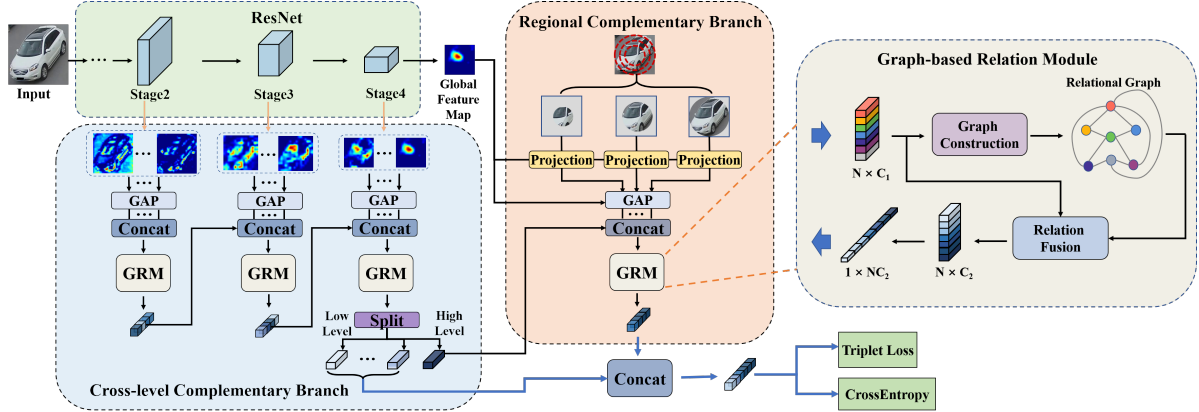 ResNet
Input
Stage2
Stage3
Stage4
Global
Feature
Map
GAP
GAP
GAP
Concat
Concat
Concat
GRM
GRM
GRM
Split
Low
Level
High
Level
Cross-level Complementary Branch
Regional Complementary Branch
Projection
Projection
Projection
GAP
Concat
GRM
Concat
Triplet Loss
CrossEntropy
Graph-based Relation Module
Relational Graph
Graph
Construction
N × C₁
Relation
Fusion
N × C₂
1 × NC₂